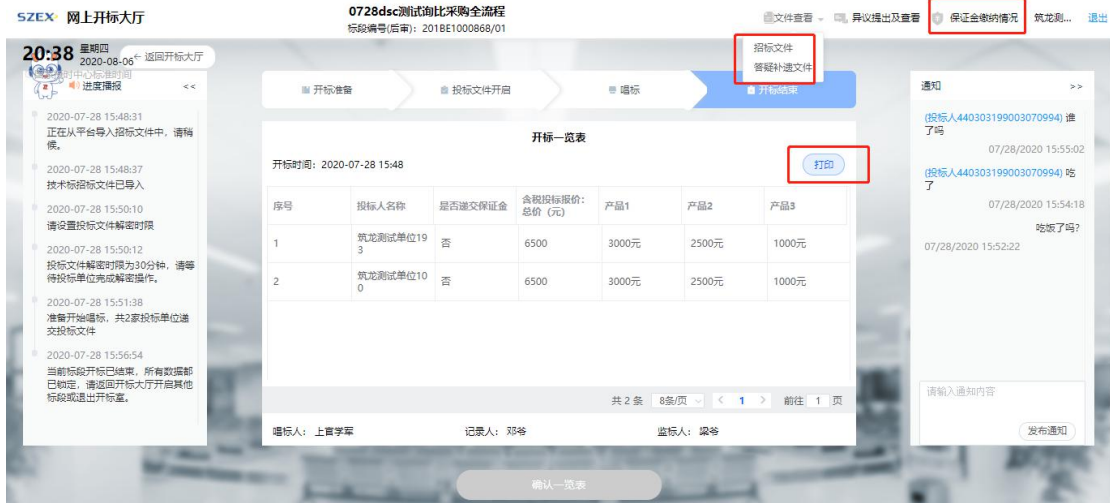 SZEX 网上开标大厅
0728dsc测试询比采购全流程
标段编号(后审): 201BE1000868/01
文件查看
异议提出及查看
保证金缴纳情况
筑龙测...
退出
招标文件
答疑补遗文件
20:38 星期四
2020-08-06
返回开标大厅
时中心标准时间
进度播报 <<
2020-07-28 15:48:31
正在从平台导入招标文件中，请稍
候。
2020-07-28 15:48:37
技术标招标文件已导入
2020-07-28 15:50:10
请设置投标文件解密时限
2020-07-28 15:50:12
投标文件解密时限为30分钟，请等
待投标单位完成解密操作。
2020-07-28 15:51:38
准备开始唱标，共2家投标单位递
交投标文件
2020-07-28 15:56:54
当前标段开标已结束，所有数据都
已锁定，请返回开标大厅开启其他
标段或退出开标室。
开标准备
投标文件开启
唱标
开标结束
开标一览表
开标时间：2020-07-28 15:48
打印
序号 投标人名称 是否递交保证金 含税投标报价: 产品1 产品2 产品3
总价（元）
1 筑龙测试单位19 否 6500 3000元 2500元 1000元
3
2 筑龙测试单位10 否 6500 3000元 2500元 1000元
0
共 2 条 8条/页 < 1 > 前往 1 页
唱标人：上官学军 记录人：邓爷 监标人：梁爷
确认一览表
通知 >>
(投标人440303199003070994) 谁
了吗
07/28/2020 15:55:02
(投标人440303199003070994) 吃
了
07/28/2020 15:54:18
吃饭了吗?
07/28/2020 15:52:22
请输入通知内容
发布通知